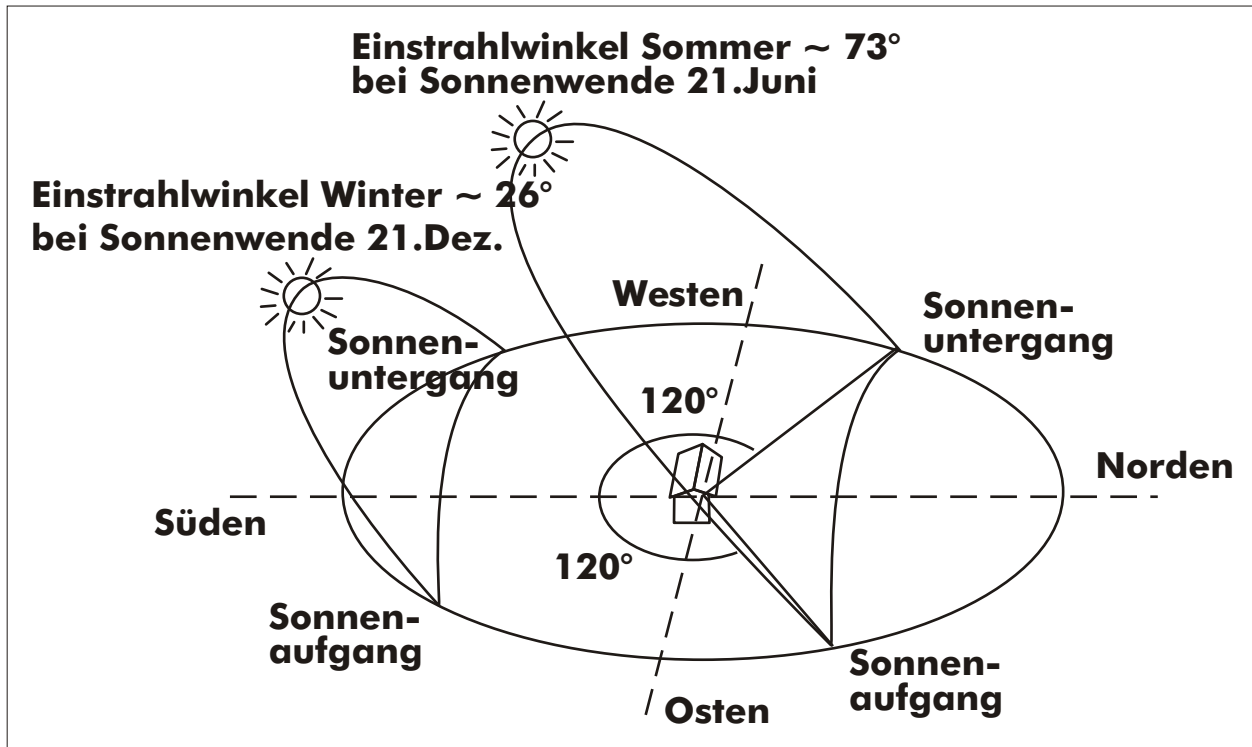 Einstrahlwinkel Sommer ~ 73°
bei Sonnenwende 21.Juni
Einstrahlwinkel Winter ~ 26°
bei Sonnenwende 21.Dez.
Westen
Sonnen-
untergang
Sonnen-
untergang
120°
Norden
Süden
120°
Sonnen-
aufgang
Sonnen-
aufgang
Osten